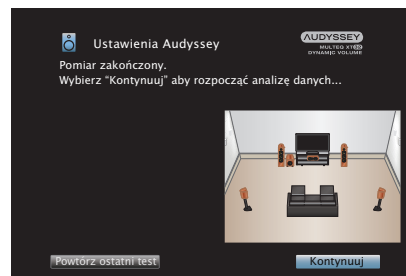 Ustawienia Audyssey
AUDYSSEY
MULTEQ XT32
DYNAMIC VOLUME
Pomiar zakończony.
Wybierz “Kontynuuj” aby rozpocząć analizę danych...
Powtórz ostatni test
Kontynuuj